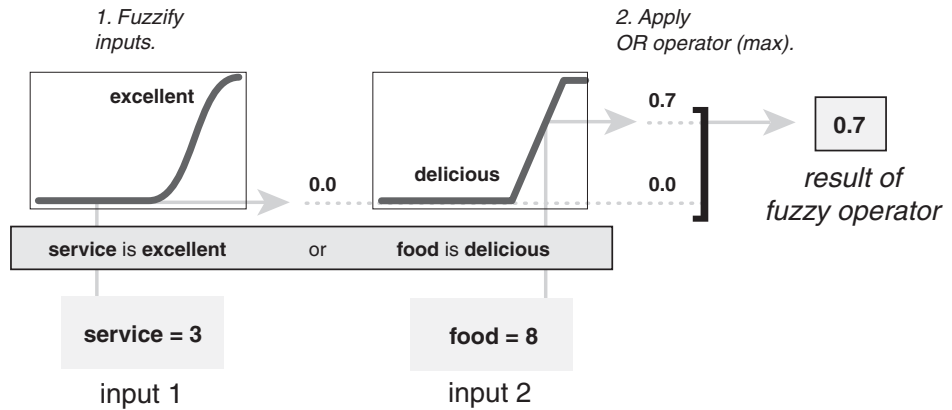 1. Fuzzify
inputs.
2. Apply
OR operator (max).
excellent
delicious
0.0
0.7
0.0
0.7
result of
fuzzy operator
service is excellent or food is delicious
service = 3
food = 8
input 1
input 2